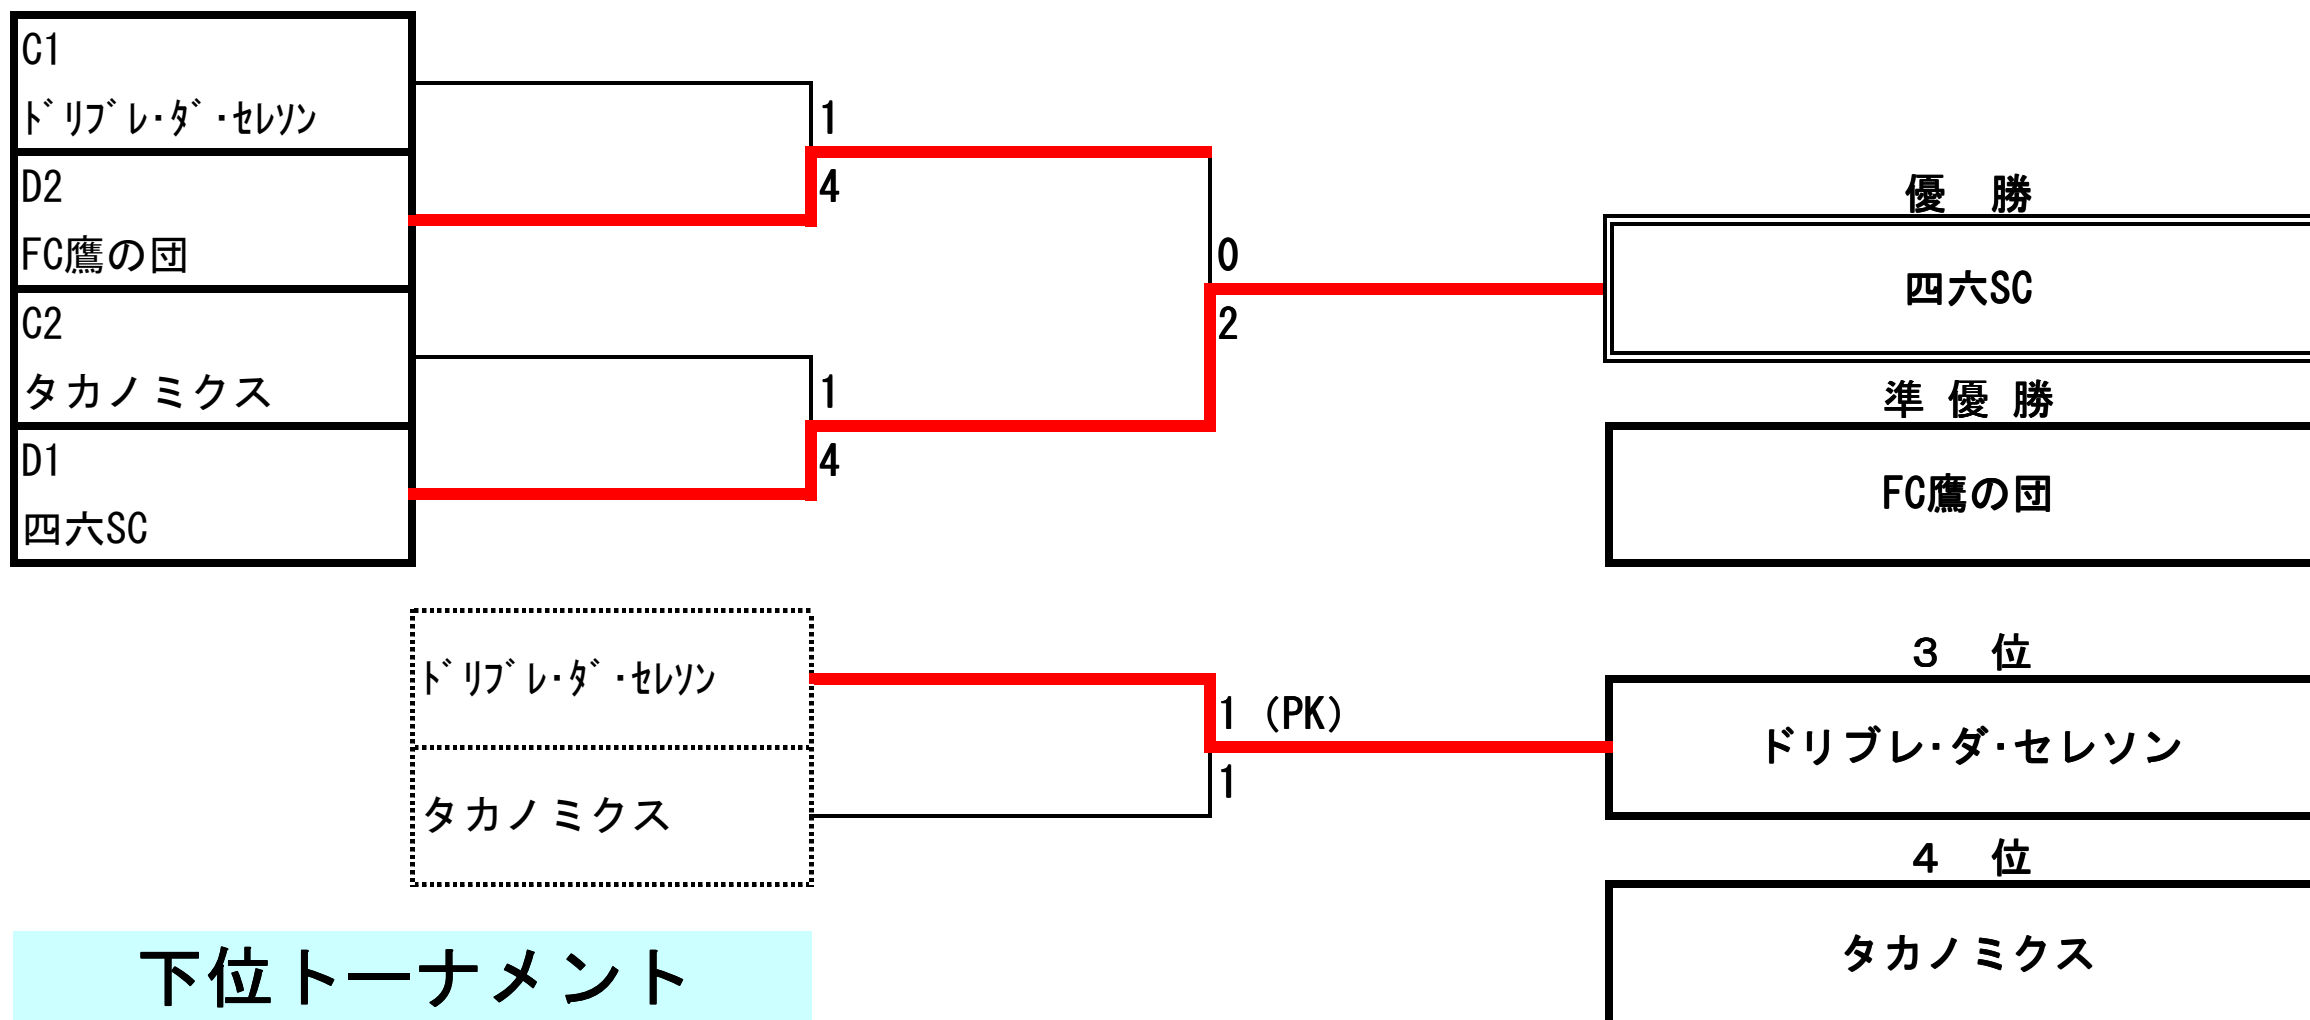 C1
ﾄﾞﾘﾌﾞﾚ･ﾀﾞ･ｾﾚｿﾝ
1
D2
4
FC鷹の団
0
優　勝
四六SC
C2
2
タカノミクス
1
準 優 勝
D1
4
四六SC
FC鷹の団
ﾄﾞﾘﾌﾞﾚ･ﾀﾞ･ｾﾚｿﾝ
1 (PK)
３　位
ドリブレ･ダ･セレソン
タカノミクス
1
４　位
タカノミクス
下位トーナメント